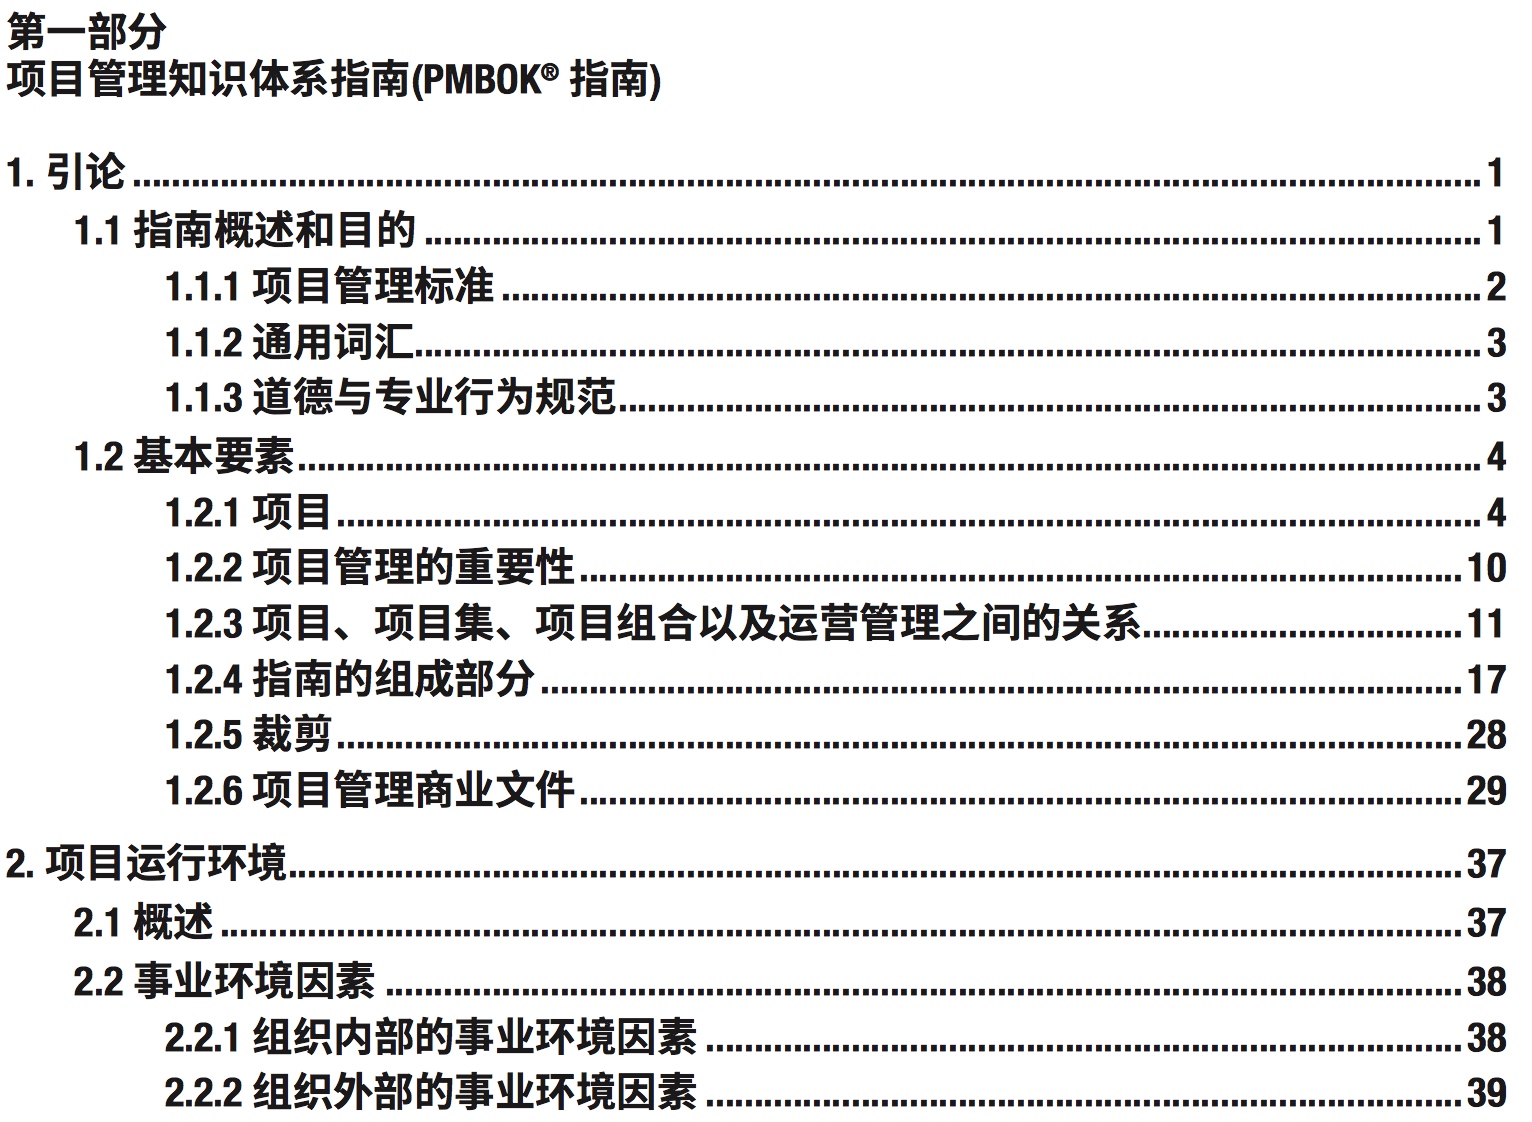 第一部分
项目管理知识体系指南(PMBOK® 指南)
1. 引论 ........ 1
1.1 指南概述和目的 ........ 1
1.1.1 项目管理标准 ........ 2
1.1.2 通用词汇 ........ 3
1.1.3 道德与专业行为规范 ........ 3
1.2 基本要素 ........ 4
1.2.1 项目 ........ 4
1.2.2 项目管理的重要性 ........ 10
1.2.3 项目、项目集、项目组合以及运营管理之间的关系 ........ 11
1.2.4 指南的组成部分 ........ 17
1.2.5 裁剪 ........ 28
1.2.6 项目管理商业文件 ........ 29
2. 项目运行环境 ........ 37
2.1 概述 ........ 37
2.2 事业环境因素 ........ 38
2.2.1 组织内部的事业环境因素 ........ 38
2.2.2 组织外部的事业环境因素 ........ 39